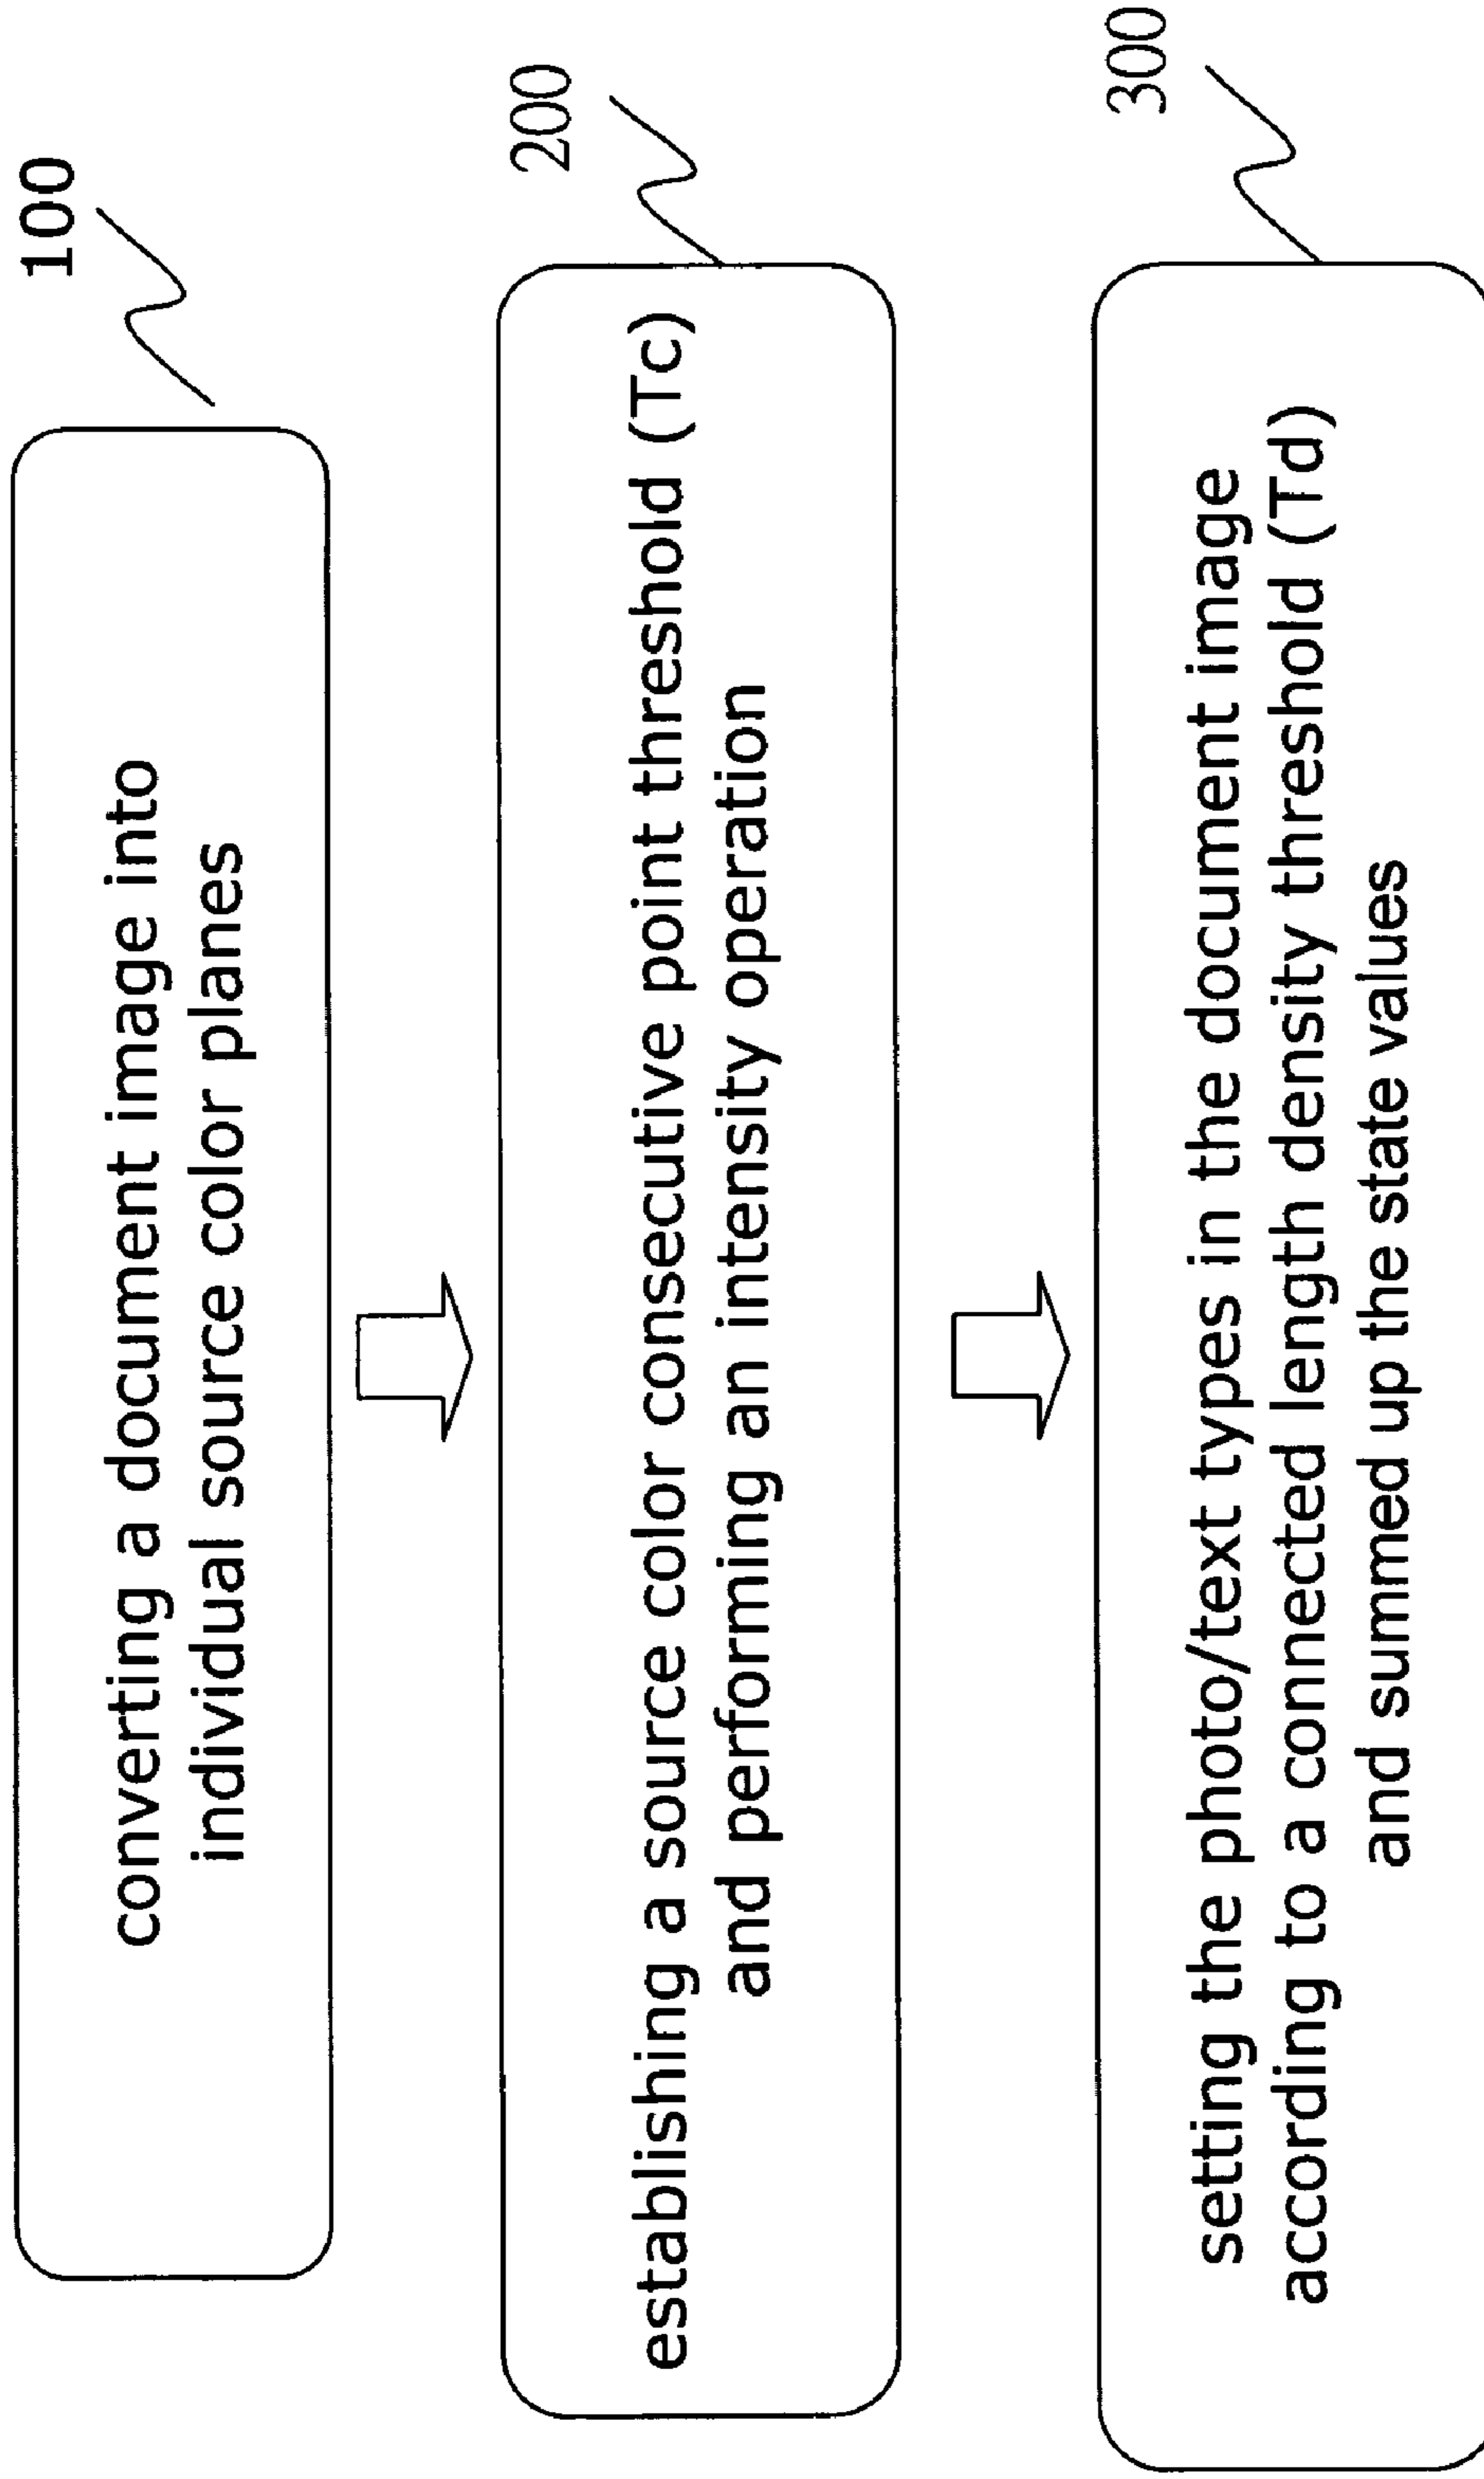 100
converting a document image into
individual source color planes
200
establishing a source color consecutive point threshold (Tc)
and performing an intensity operation
300
setting the photo/text types in the document image
according to a connected length density threshold (Td)
and summed up the state values